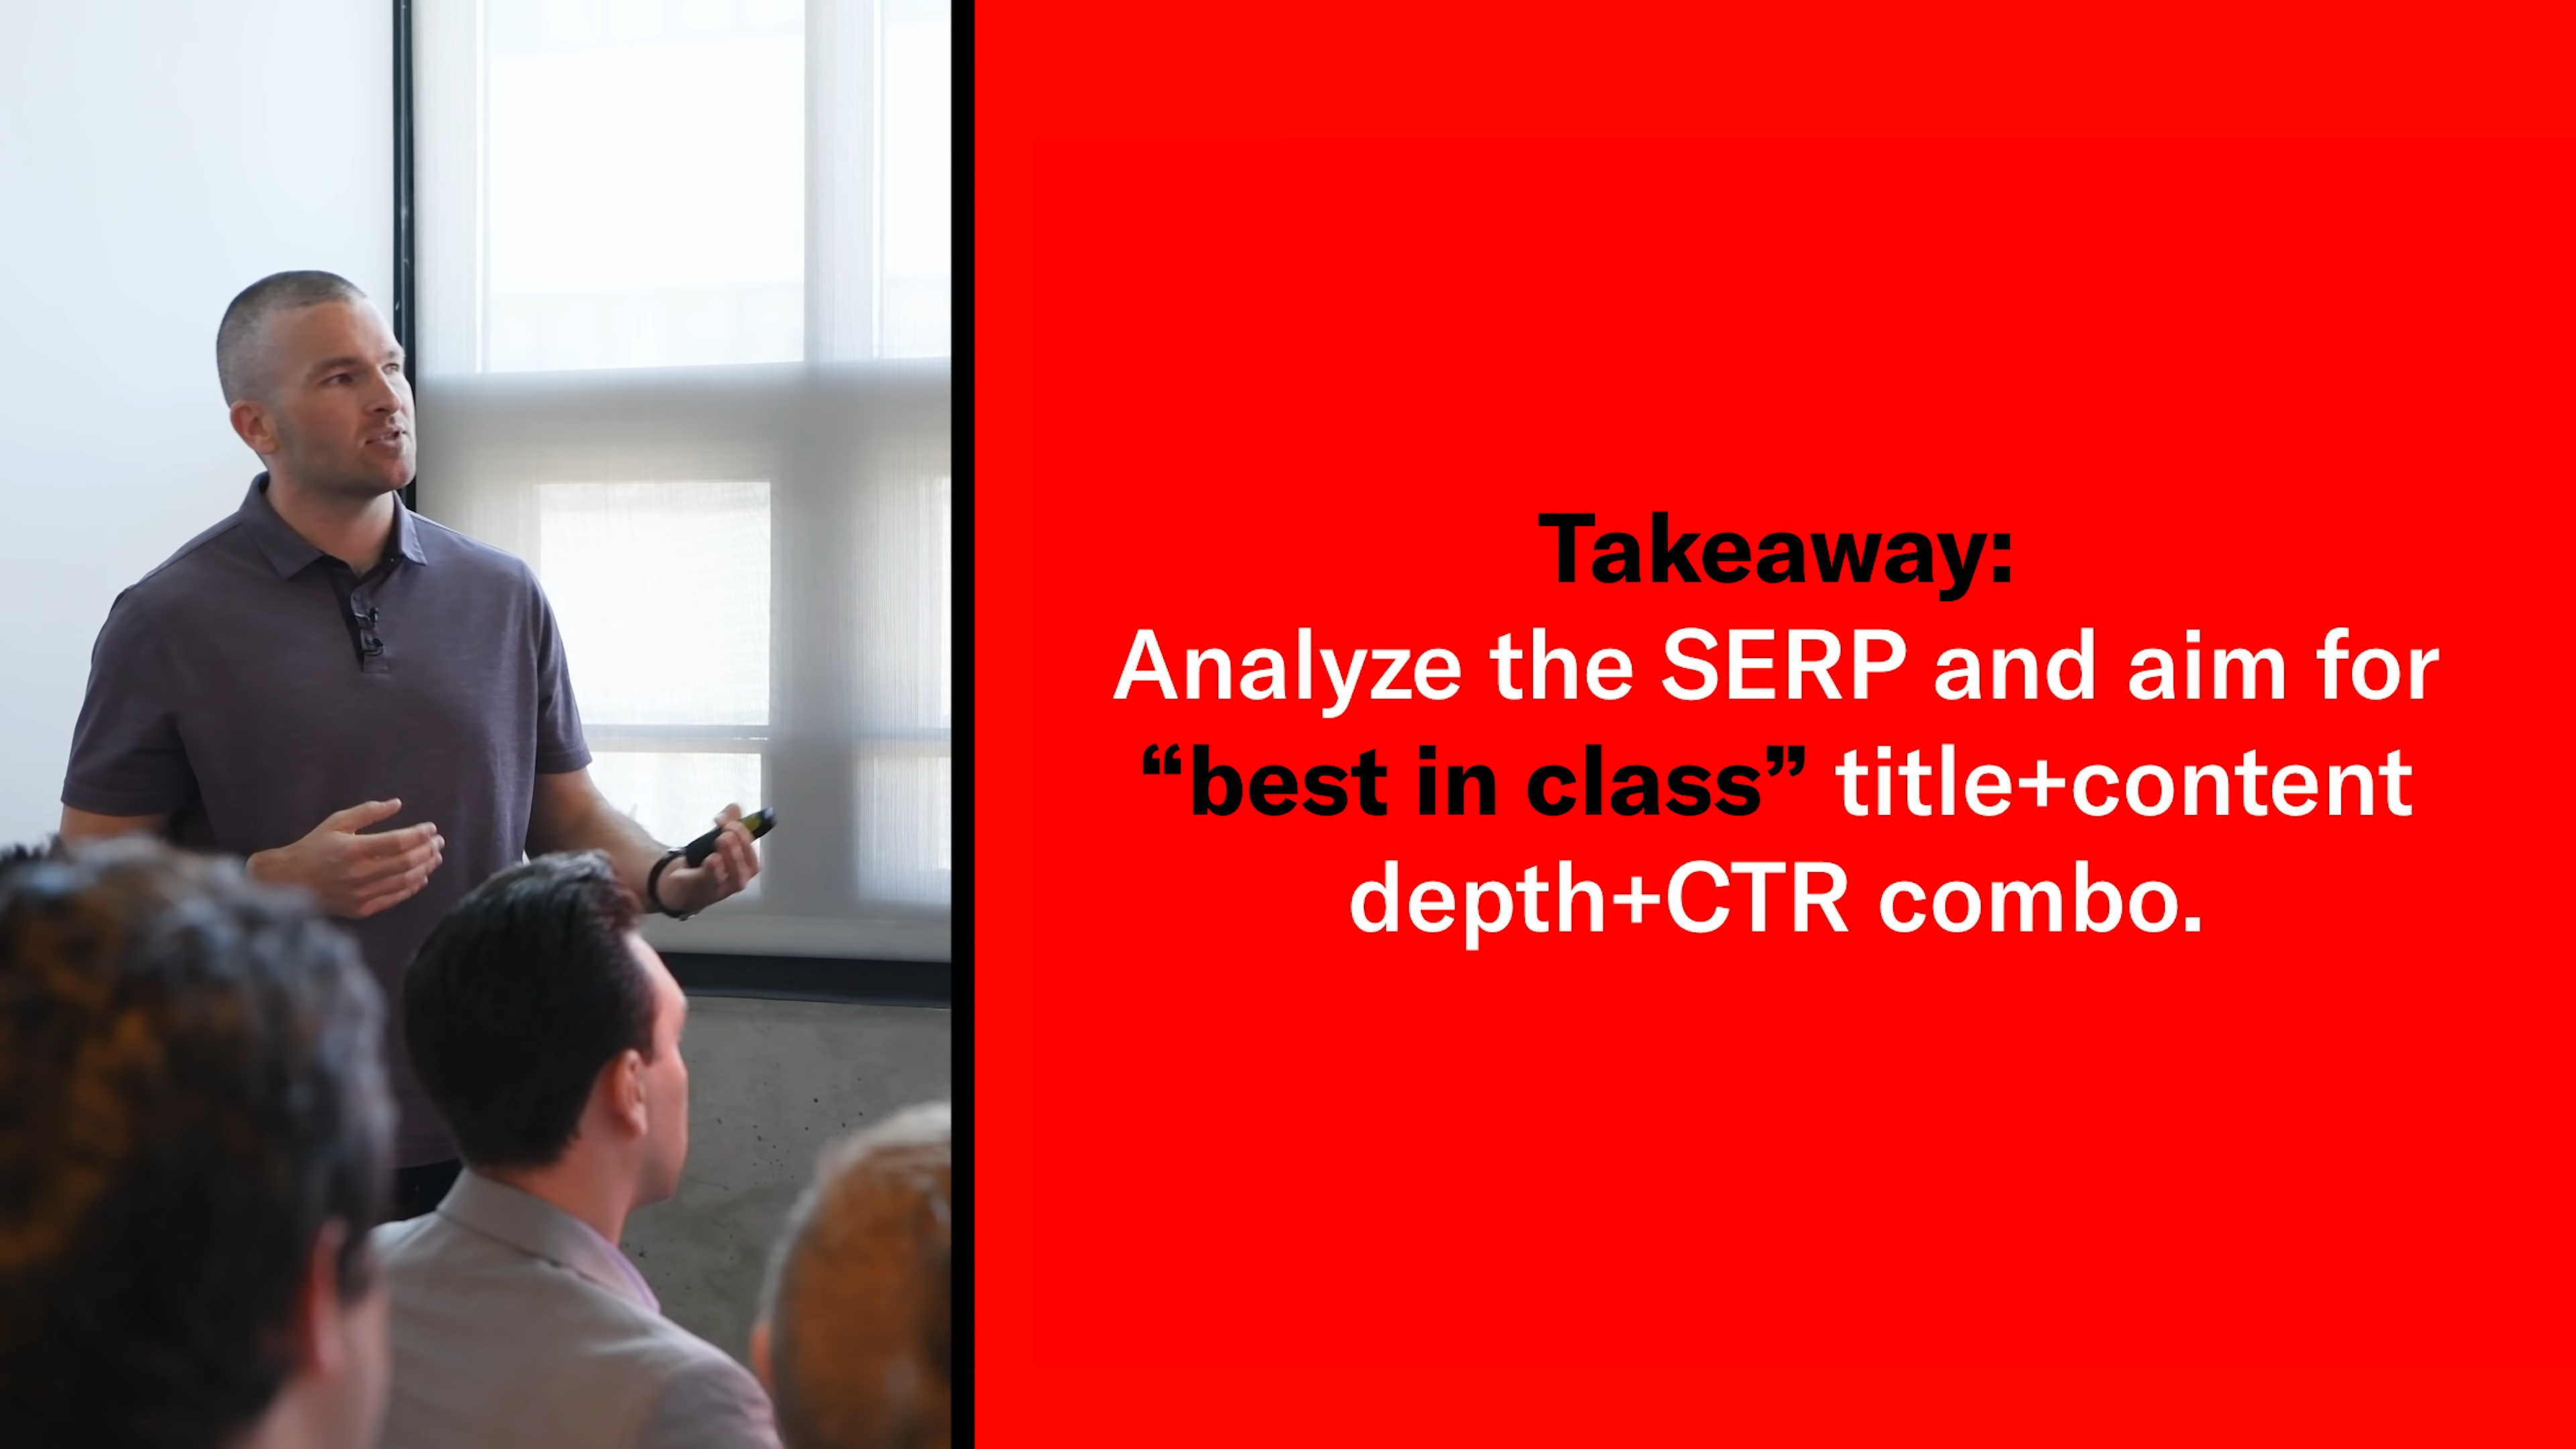 Takeaway:
Analyze the SERP and aim for
“best in class” title+content
depth+CTR combo.